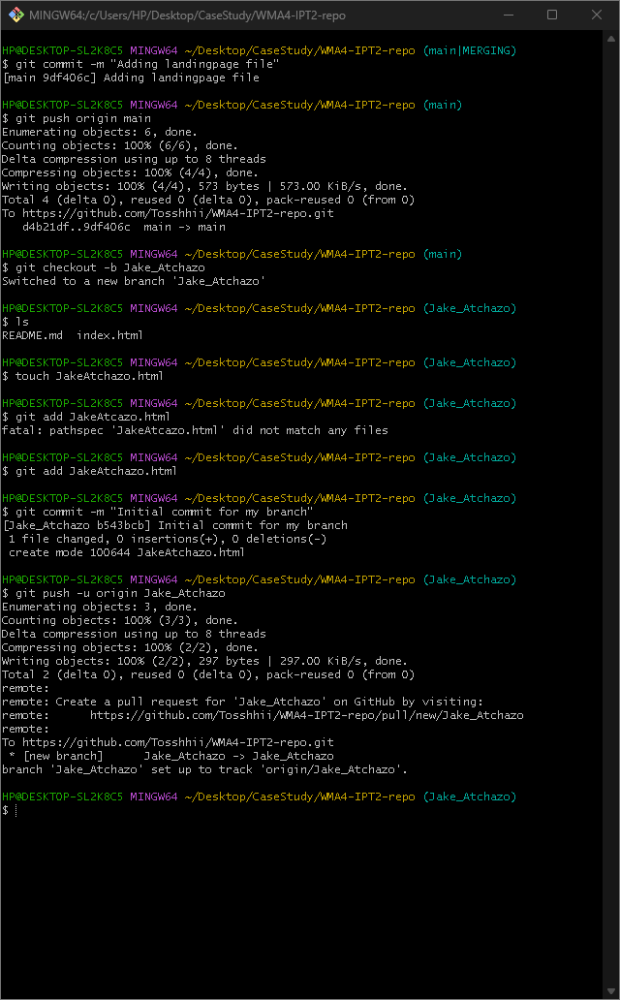 MINGW64:/c/Users/HP/Desktop/CaseStudy/WMA4-IPT2-repo
HP@DESKTOP-SL2K8C5 MINGW64 ~/Desktop/CaseStudy/WMA4-IPT2-repo (main|MERGING)
$ git commit -m "Adding landingpage file"
[main 9df406c] Adding landingpage file
HP@DESKTOP-SL2K8C5 MINGW64 ~/Desktop/CaseStudy/WMA4-IPT2-repo (main)
$ git push origin main
Enumerating objects: 6, done.
Counting objects: 100% (6/6), done.
Delta compression using up to 8 threads
Compressing objects: 100% (4/4), done.
Writing objects: 100% (4/4), 573 bytes | 573.00 KiB/s, done.
Total 4 (delta 0), reused 0 (delta 0), pack-reused 0 (from 0)
To https://github.com/Tosshhii/WMA4-IPT2-repo.git
   d4b21df..9df406c  main -> main
HP@DESKTOP-SL2K8C5 MINGW64 ~/Desktop/CaseStudy/WMA4-IPT2-repo (main)
$ git checkout -b Jake_Atchazo
Switched to a new branch 'Jake_Atchazo'
HP@DESKTOP-SL2K8C5 MINGW64 ~/Desktop/CaseStudy/WMA4-IPT2-repo (Jake_Atchazo)
$ ls
README.md  index.html
HP@DESKTOP-SL2K8C5 MINGW64 ~/Desktop/CaseStudy/WMA4-IPT2-repo (Jake_Atchazo)
$ touch JakeAtchazo.html
HP@DESKTOP-SL2K8C5 MINGW64 ~/Desktop/CaseStudy/WMA4-IPT2-repo (Jake_Atchazo)
$ git add JakeAtcazo.html
fatal: pathspec 'JakeAtcazo.html' did not match any files
HP@DESKTOP-SL2K8C5 MINGW64 ~/Desktop/CaseStudy/WMA4-IPT2-repo (Jake_Atchazo)
$ git add JakeAtchazo.html
HP@DESKTOP-SL2K8C5 MINGW64 ~/Desktop/CaseStudy/WMA4-IPT2-repo (Jake_Atchazo)
$ git commit -m "Initial commit for my branch"
[Jake_Atchazo b543bcb] Initial commit for my branch
 1 file changed, 0 insertions(+), 0 deletions(-)
 create mode 100644 JakeAtchazo.html
HP@DESKTOP-SL2K8C5 MINGW64 ~/Desktop/CaseStudy/WMA4-IPT2-repo (Jake_Atchazo)
$ git push -u origin Jake_Atchazo
Enumerating objects: 3, done.
Counting objects: 100% (3/3), done.
Delta compression using up to 8 threads
Compressing objects: 100% (2/2), done.
Writing objects: 100% (2/2), 297 bytes | 297.00 KiB/s, done.
Total 2 (delta 0), reused 0 (delta 0), pack-reused 0 (from 0)
remote:
remote: Create a pull request for 'Jake_Atchazo' on GitHub by visiting:
remote:      https://github.com/Tosshhii/WMA4-IPT2-repo/pull/new/Jake_Atchazo
remote:
To https://github.com/Tosshhii/WMA4-IPT2-repo.git
 * [new branch]      Jake_Atchazo -> Jake_Atchazo
branch 'Jake_Atchazo' set up to track 'origin/Jake_Atchazo'.
HP@DESKTOP-SL2K8C5 MINGW64 ~/Desktop/CaseStudy/WMA4-IPT2-repo (Jake_Atchazo)
$